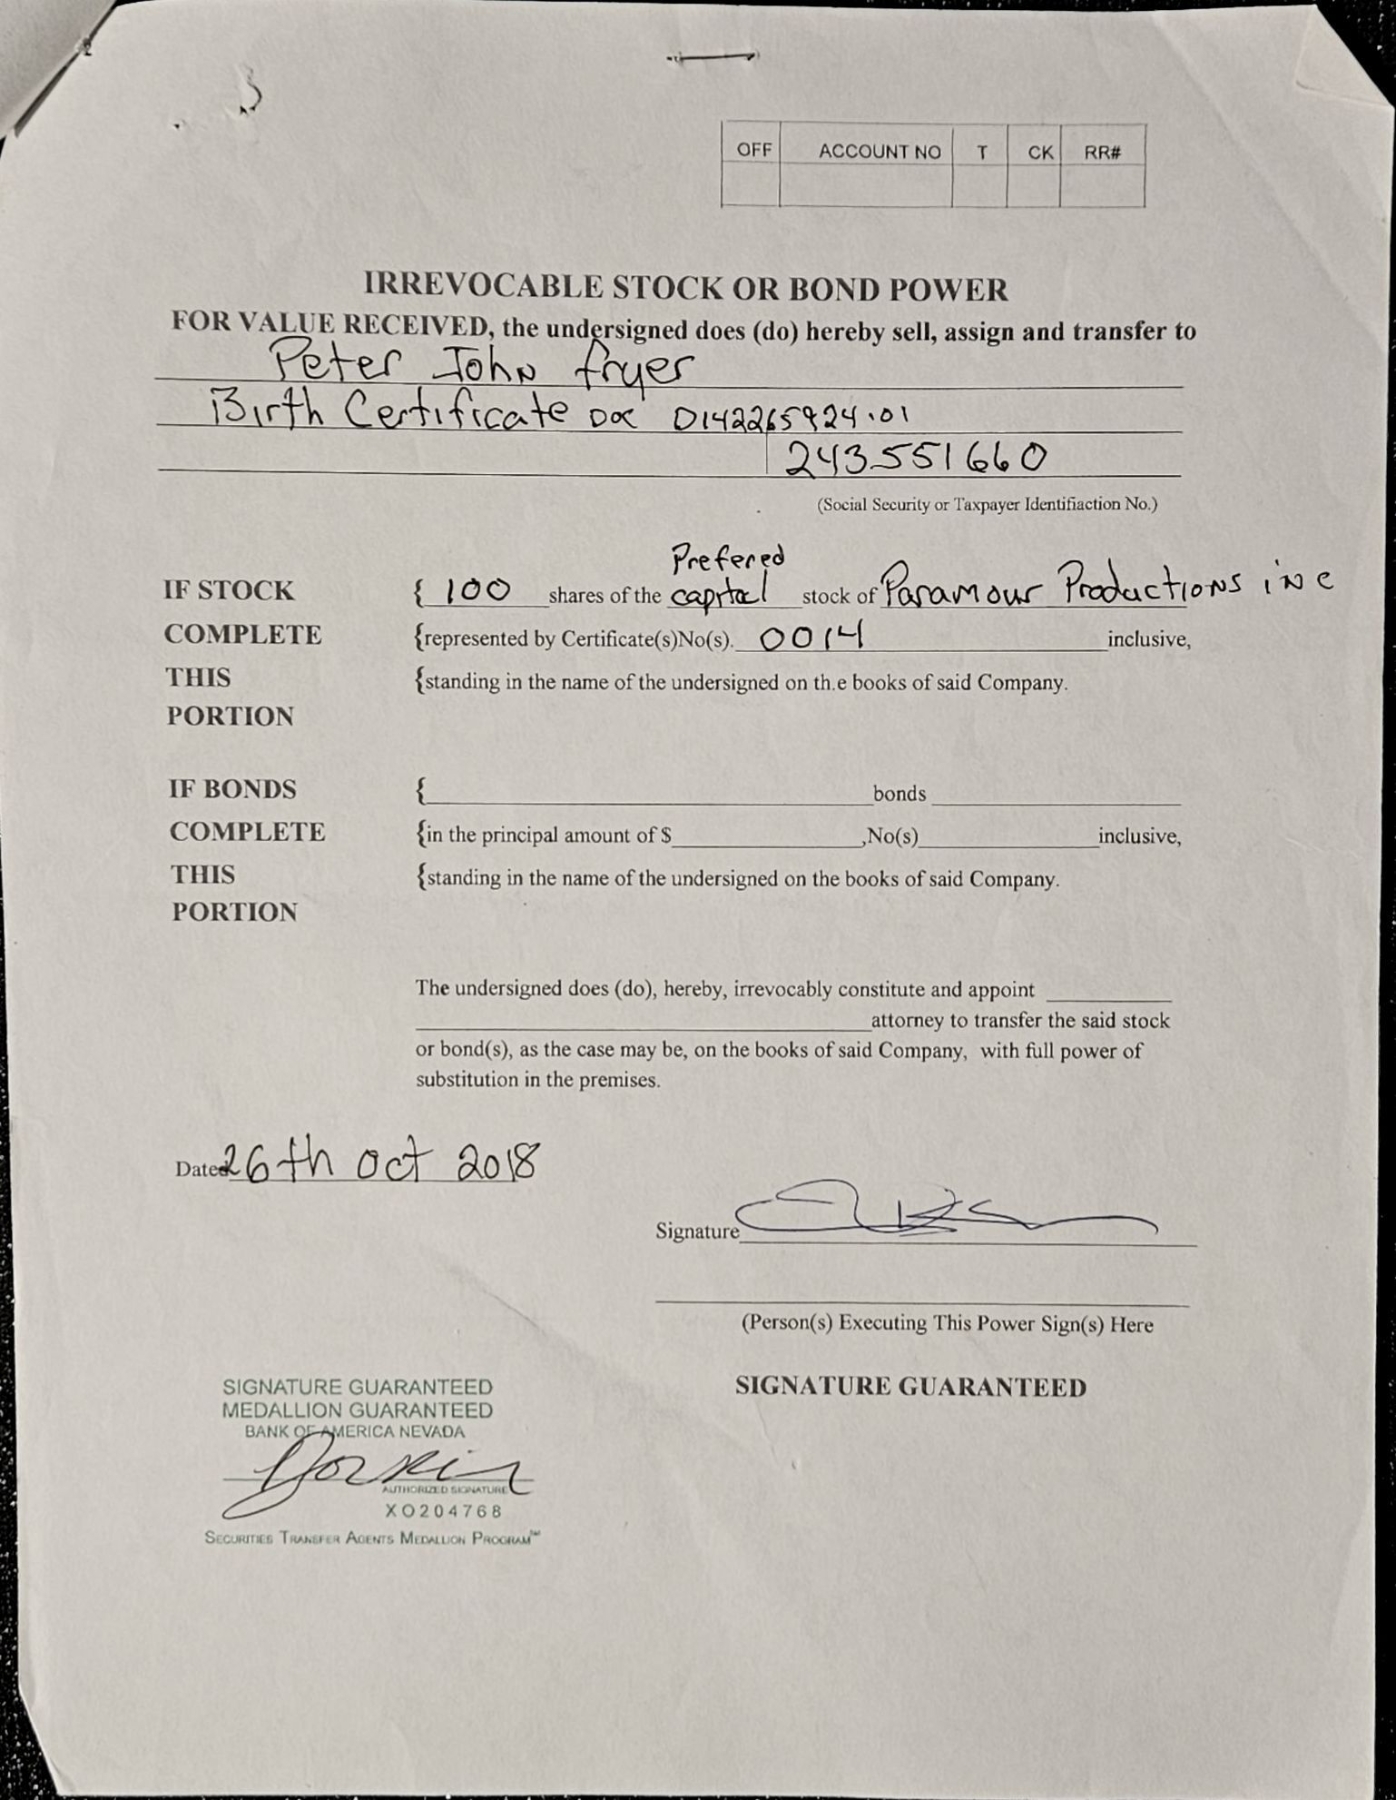 OFF ACCOUNT NO T CK RR#
IRREVOCABLE STOCK OR BOND POWER
FOR VALUE RECEIVED, the undersigned does (do) hereby sell, assign and transfer to
Peter John fryer
Birth Certificate Doc 0142265924.01
243551660
(Social Security or Taxpayer Identifiaction No.)
Prefered
IF STOCK { 100 shares of the capital stock of Paramour Productions inc
COMPLETE {represented by Certificate(s)No(s). 0014 inclusive,
THIS {standing in the name of the undersigned on th.e books of said Company.
PORTION
IF BONDS { bonds
COMPLETE {in the principal amount of $ ,No(s) inclusive,
THIS {standing in the name of the undersigned on the books of said Company.
PORTION
The undersigned does (do), hereby, irrevocably constitute and appoint
attorney to transfer the said stock
or bond(s), as the case may be, on the books of said Company, with full power of
substitution in the premises.
Dated 26th oct 2018
Signature
(Person(s) Executing This Power Sign(s) Here
SIGNATURE GUARANTEED
SIGNATURE GUARANTEED
MEDALLION GUARANTEED
BANK OF AMERICA NEVADA
AUTHORIZED SIGNATURE
XO204768
SECURITIES TRANSFER AGENTS MEDALLION PROGRAM℠